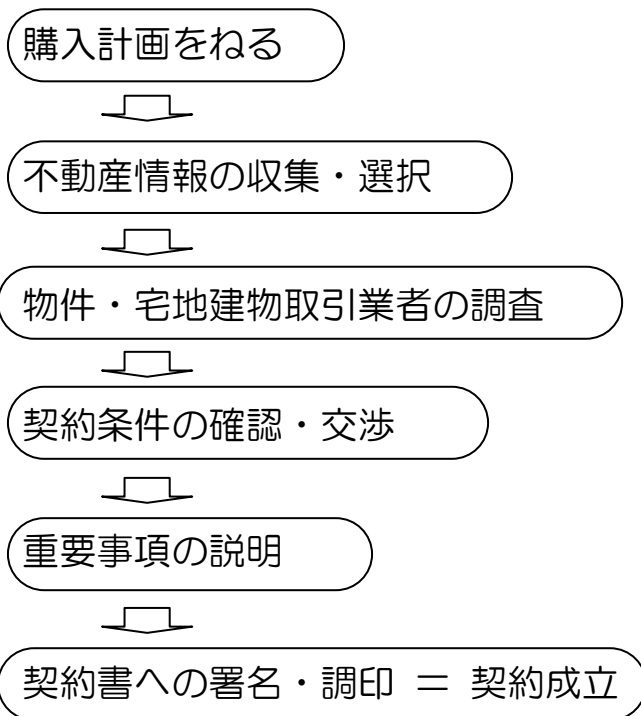 購入計画をねる
不動産情報の収集・選択
物件・宅地建物取引業者の調査
契約条件の確認・交渉
重要事項の説明
契約書への署名・調印 ＝ 契約成立